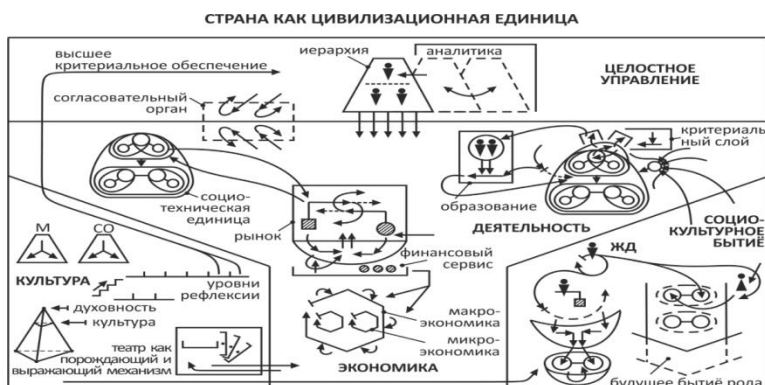 СТРАНА КАК ЦИВИЛИЗАЦИОННАЯ ЕДИНИЦА
высшее
критериальное обеспечение
иерархия
аналитика
ЦЕЛОСТНОЕ
УПРАВЛЕНИЕ
согласовательный
орган
социо-
техническая
единица
рынок
финансовый
сервис
образование
ДЕЯТЕЛЬНОСТЬ
критериаль-
ный слой
СОЦИО-
КУЛЬТУРНОЕ
БЫТИЁ
М
СО
КУЛЬТУРА
уровни
рефлексии
духовность
культура
театр как
порождающий и
выражающий механизм
макро-
экономика
микро-
экономика
ЭКОНОМИКА
ЖД
будущее бытиё рода